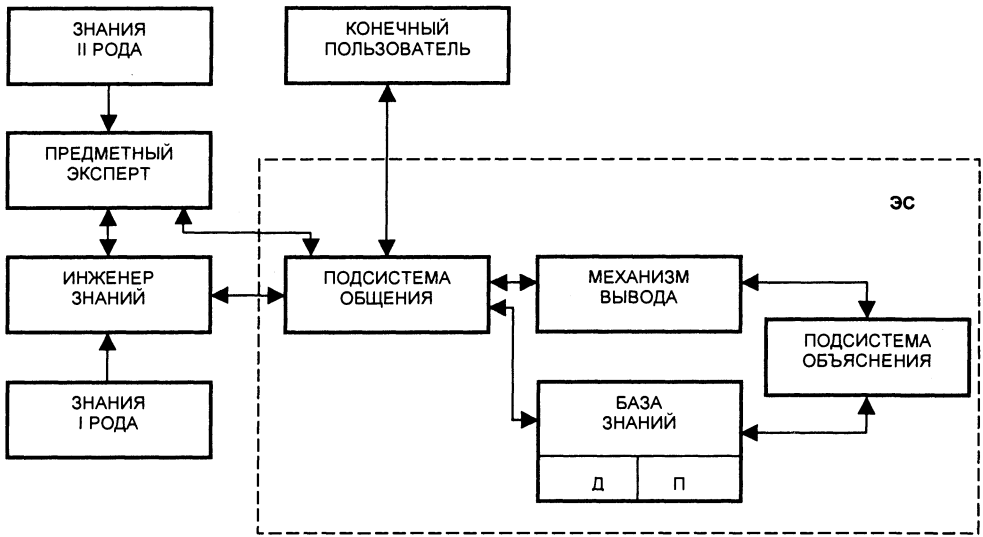 ЗНАНИЯ
II РОДА
КОНЕЧНЫЙ
ПОЛЬЗОВАТЕЛЬ
ПРЕДМЕТНЫЙ
ЭКСПЕРТ
ЭС
ИНЖЕНЕР
ЗНАНИЙ
ПОДСИСТЕМА
ОБЩЕНИЯ
МЕХАНИЗМ
ВЫВОДА
ПОДСИСТЕМА
ОБЪЯСНЕНИЯ
ЗНАНИЯ
I РОДА
БАЗА
ЗНАНИЙ
Д
П